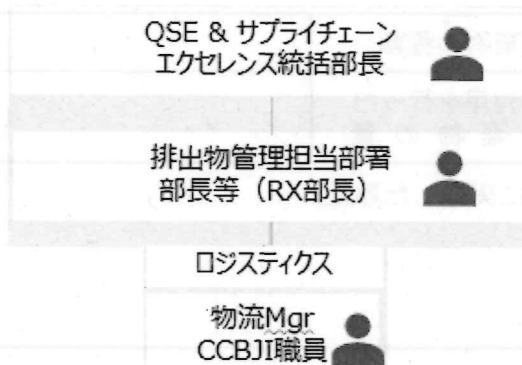 QSE & サプライチェーン
エクセレンス統括部長
排出物管理担当部署
部長等（RX部長）
ロジスティクス
物流Mgr
CCBJI職員